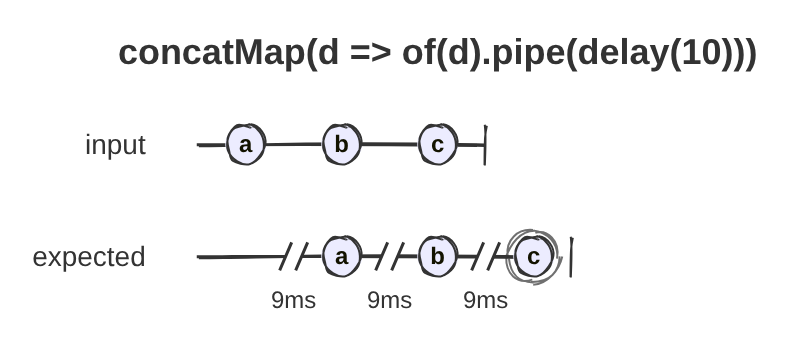 concatMap(d => of(d).pipe(delay(10)))
input a b c
expected a b c
9ms 9ms 9ms